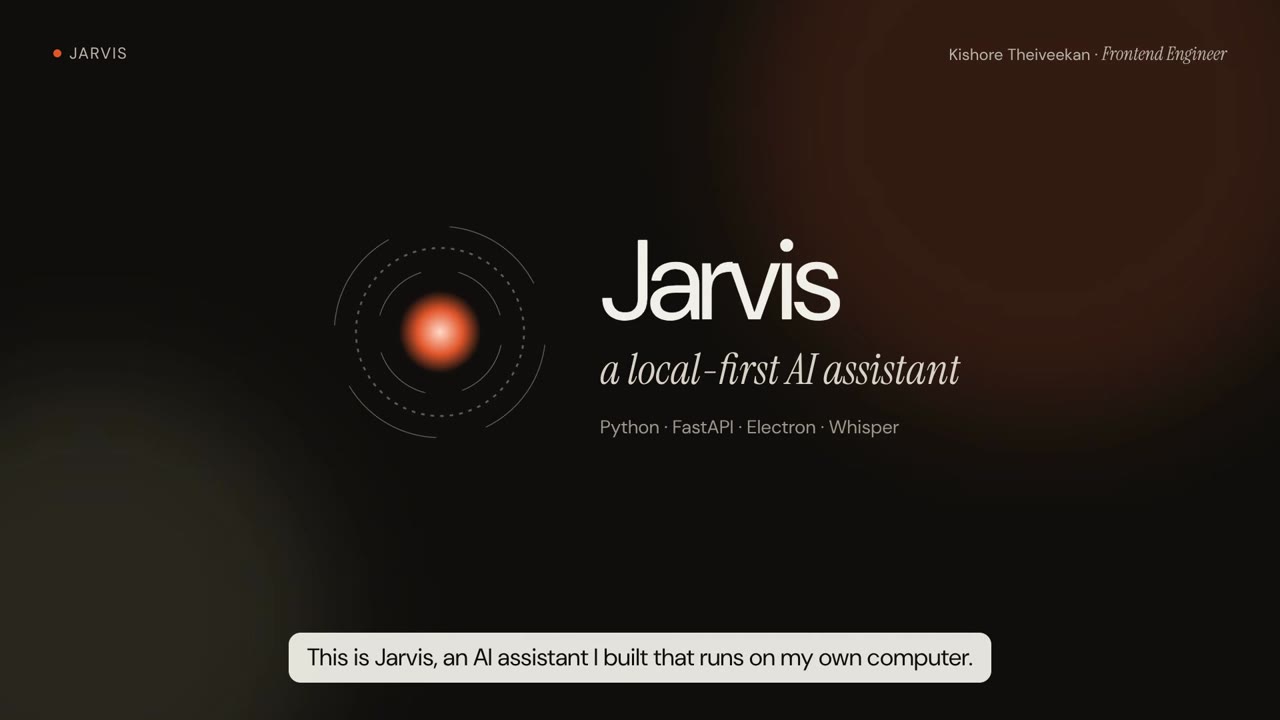 JARVIS
Kishore Theiveekan · Frontend Engineer
Jarvis
a local-first AI assistant
Python · FastAPI · Electron · Whisper
This is Jarvis, an AI assistant I built that runs on my own computer.